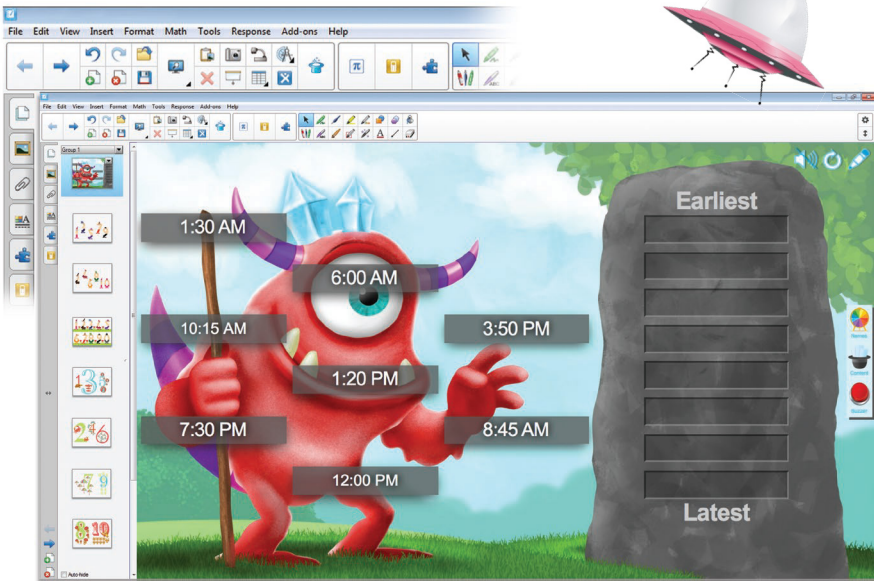 File Edit View Insert Format Math Tools Response Add-ons Help
File Edit View Insert Format Math Tools Response Add-ons Help
Group 1
Earliest
1:30 AM
6:00 AM
10:15 AM
3:50 PM
1:20 PM
7:30 PM
8:45 AM
12:00 PM
Latest
Names
Content
Auto-hide